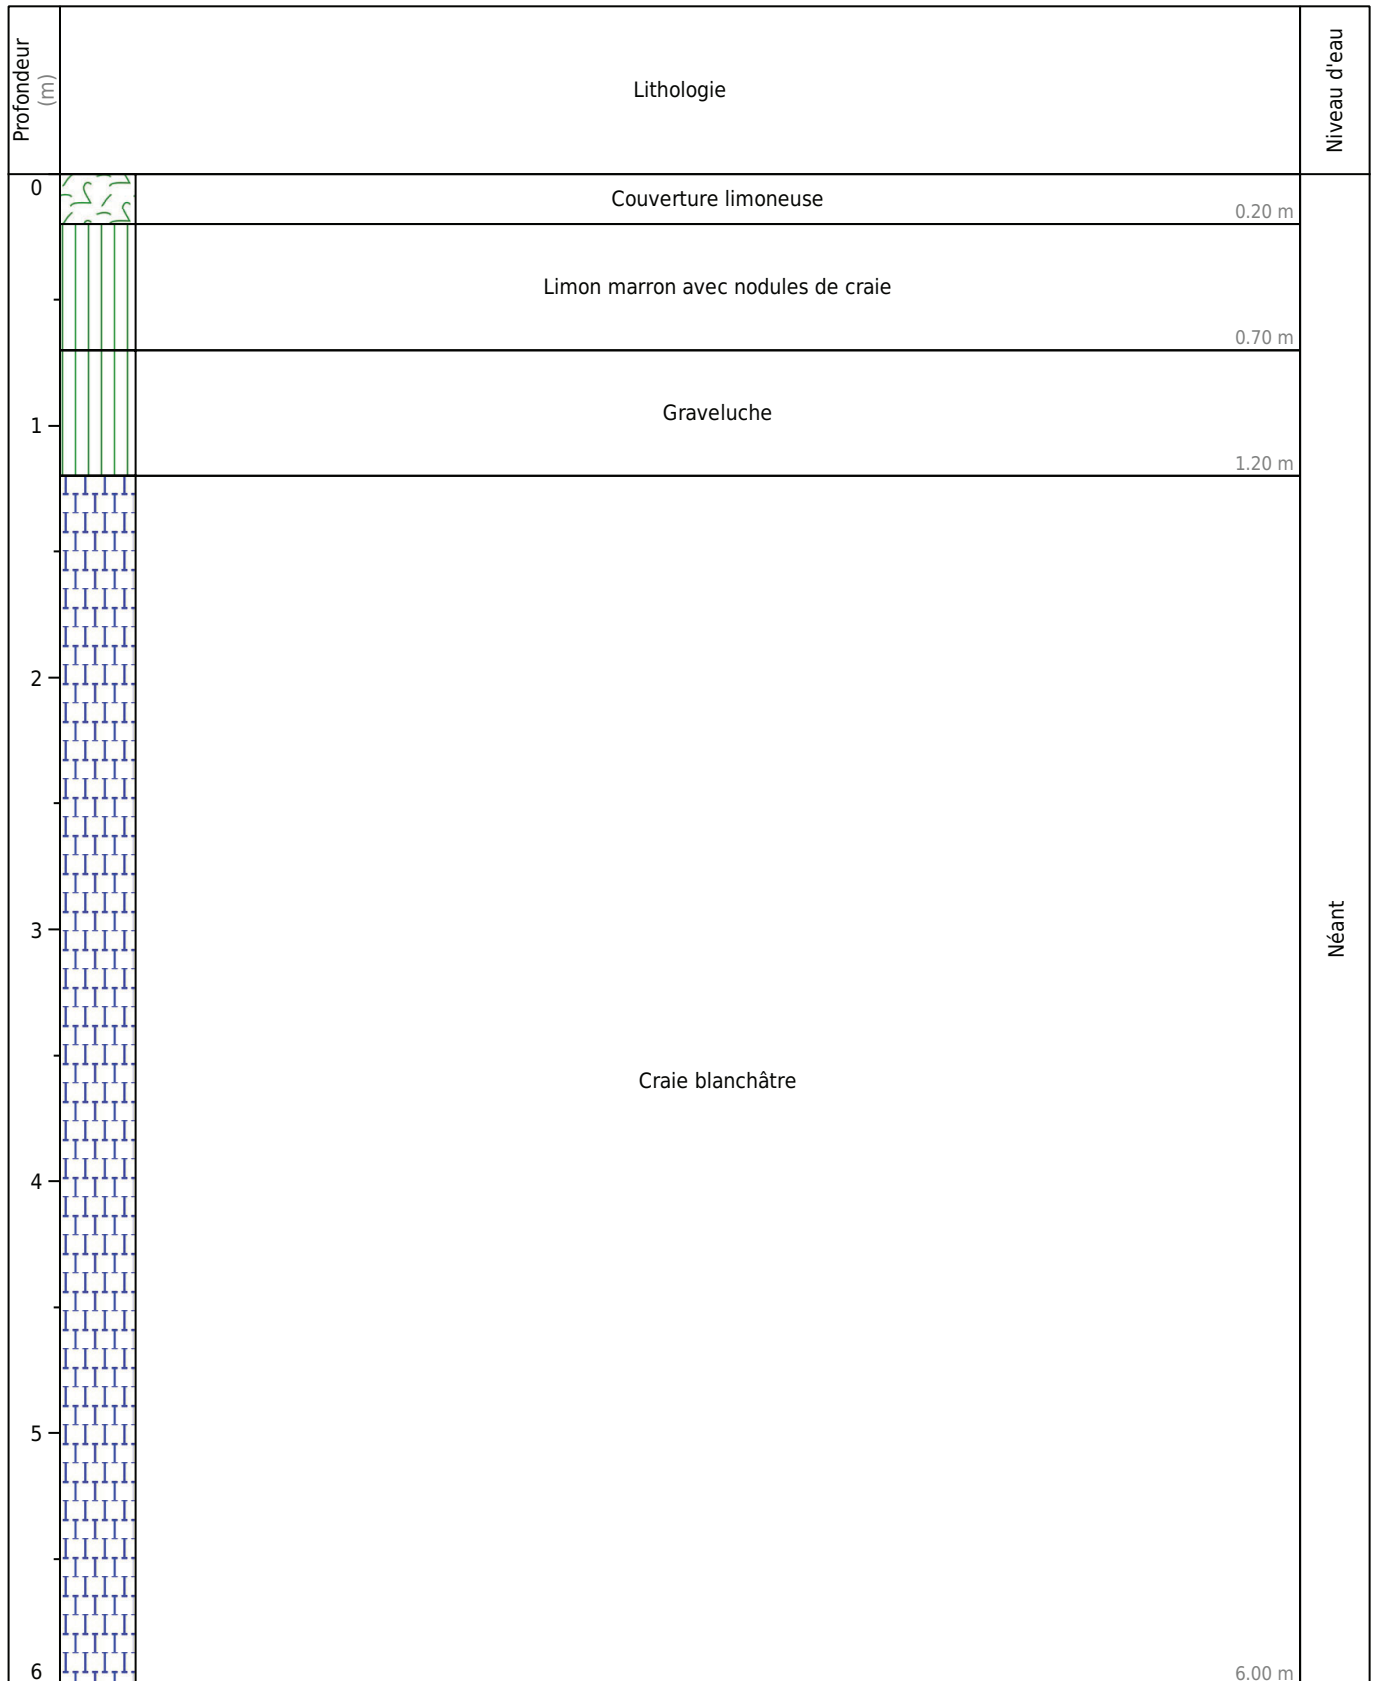 Profondeur
(m)
Lithologie
Niveau d'eau
0
Couverture limoneuse
0.20 m
Limon marron avec nodules de craie
0.70 m
Graveluche
1
1.20 m
2
3
Néant
Craie blanchâtre
4
5
6
6.00 m